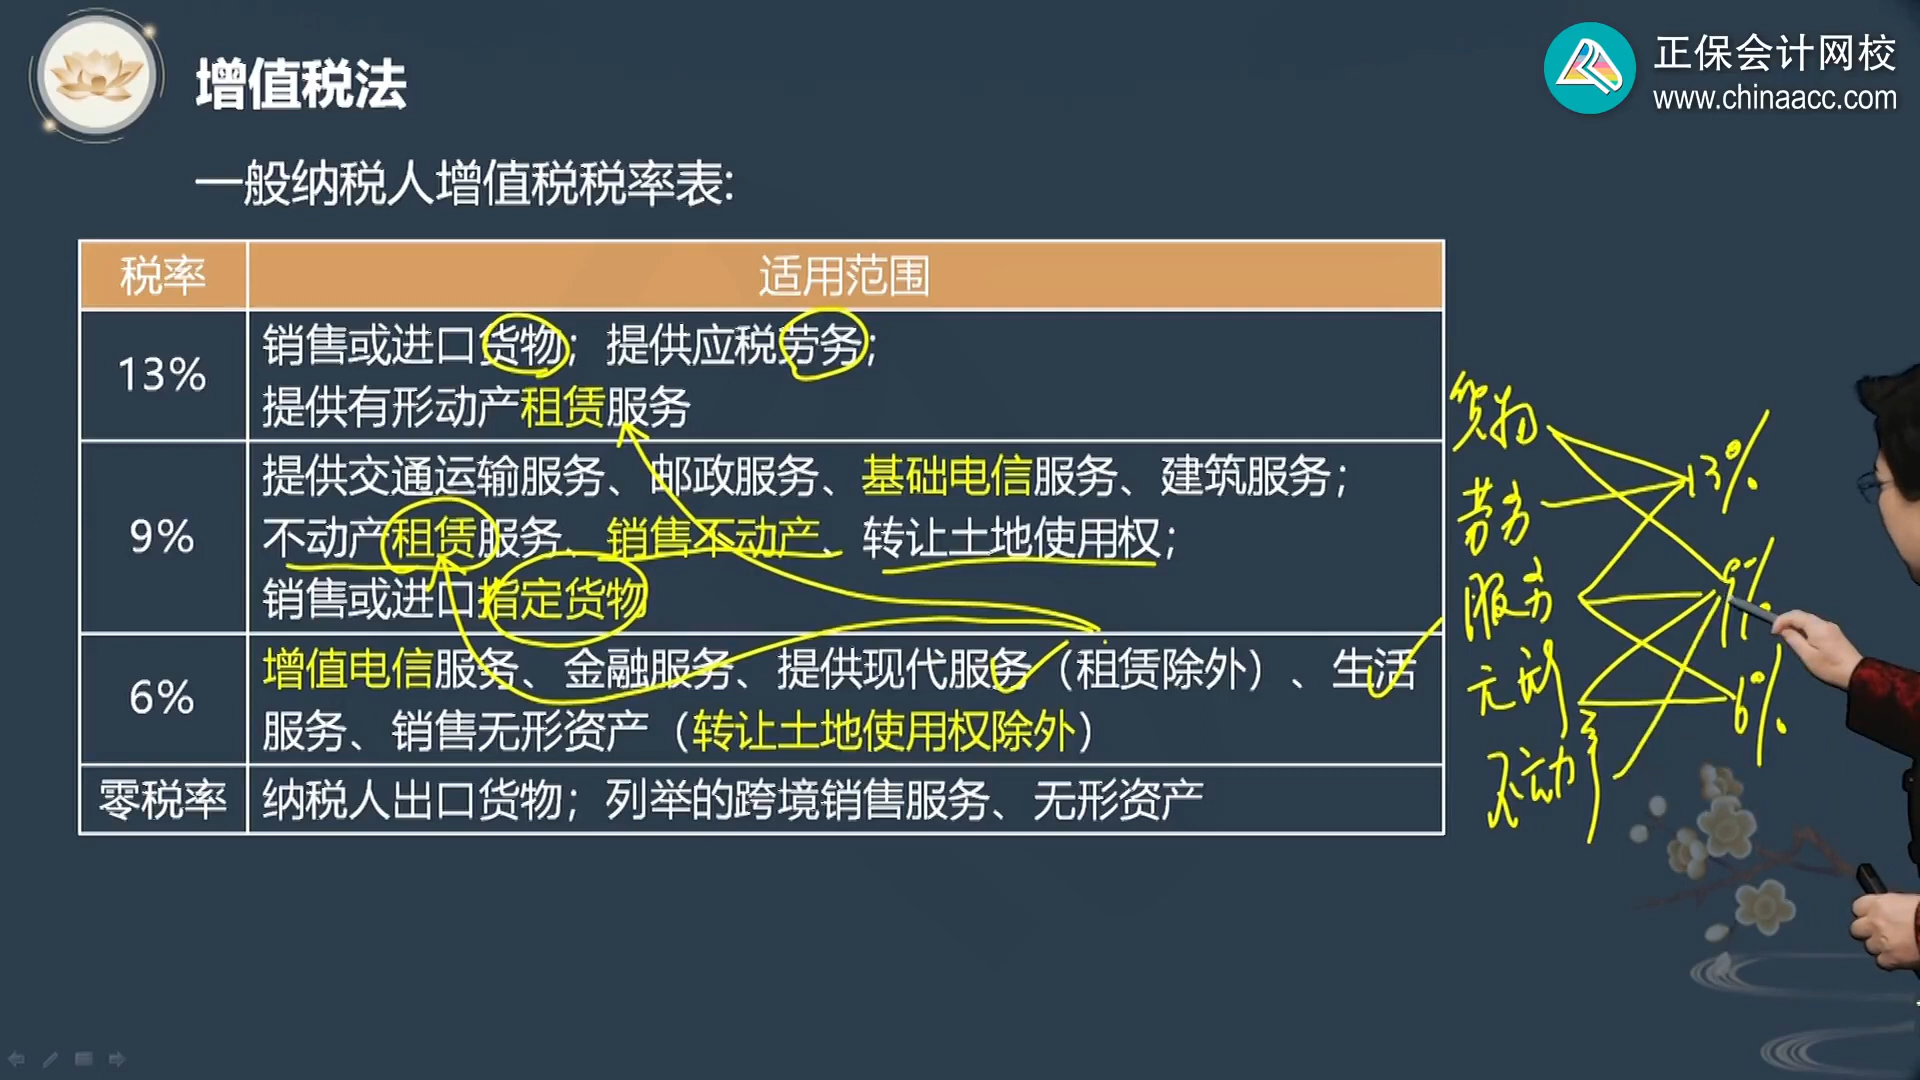 增值税法
正保会计网校
www.chinaacc.com
一般纳税人增值税税率表:
税率 适用范围
13% 销售或进口货物；提供应税劳务；
提供有形动产租赁服务
9% 提供交通运输服务、邮政服务、基础电信服务、建筑服务；
不动产租赁服务、销售不动产、转让土地使用权；
销售或进口指定货物
6% 增值电信服务、金融服务、提供现代服务（租赁除外）、生活
服务、销售无形资产（转让土地使用权除外）
零税率 纳税人出口货物；列举的跨境销售服务、无形资产
货物
劳务
服务
无形
不动
13%
9%
6%